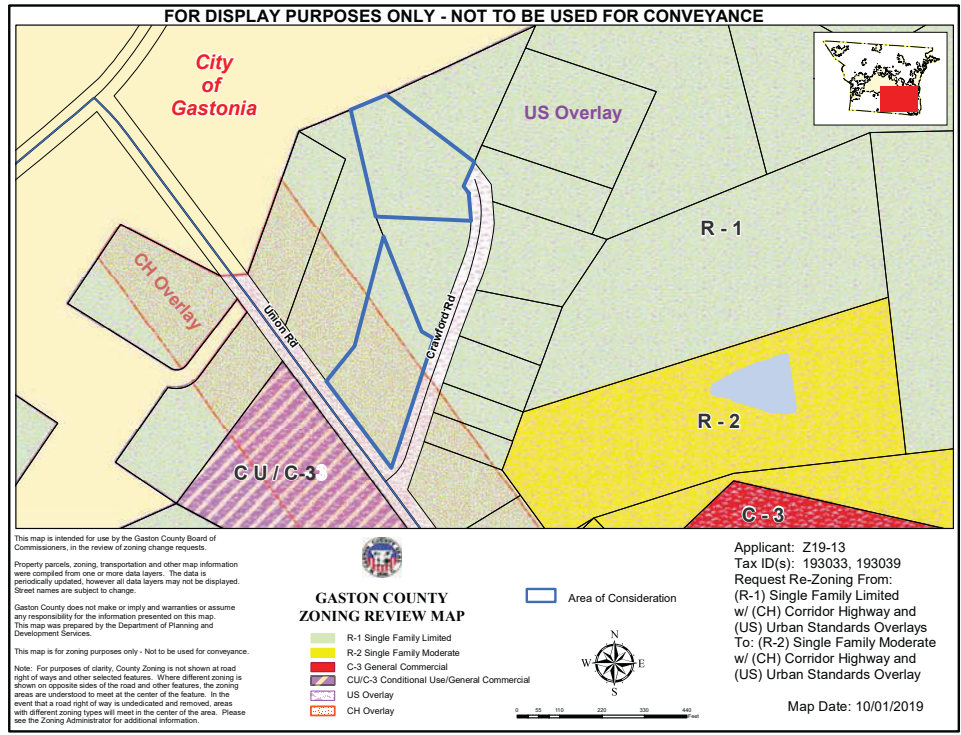 FOR DISPLAY PURPOSES ONLY - NOT TO BE USED FOR CONVEYANCE
City
of
Gastonia
US Overlay
R - 1
CH Overlay
Union Rd
Crawford Rd
R - 2
C U / C-3
C - 3
This map is intended for use by the Gaston County Board of
Commissioners, in the review of zoning change requests.
Property parcels, zoning, transportation and other map information
were compiled from one or more data layers. The data is
periodically updated, however all data layers may not be displayed.
Street names are subject to change.
Gaston County does not make or imply and warranties or assume
any responsibility for the information presented on this map.
This map was prepared by the Department of Planning and
Development Services.
This map is for zoning purposes only - Not to be used for conveyance.
Note: For purposes of clarity, County Zoning is not shown at road
right of ways and other selected features. Where different zoning is
shown on opposite sides of the road and other features, the zoning
areas are understood to meet at the center of the feature. In the
event that a road right of way is undedicated and removed, areas
with different zoning types will meet in the center of the area. Please
see the Zoning Administrator for additional information.
GASTON COUNTY
ZONING REVIEW MAP
R-1 Single Family Limited
R-2 Single Family Moderate
C-3 General Commercial
CU/C-3 Conditional Use/General Commercial
US Overlay
CH Overlay
Area of Consideration
N
W E
S
0 55 110 220 330 440
Feet
Applicant: Z19-13
Tax ID(s): 193033, 193039
Request Re-Zoning From:
(R-1) Single Family Limited
w/ (CH) Corridor Highway and
(US) Urban Standards Overlays
To: (R-2) Single Family Moderate
w/ (CH) Corridor Highway and
(US) Urban Standards Overlay
Map Date: 10/01/2019